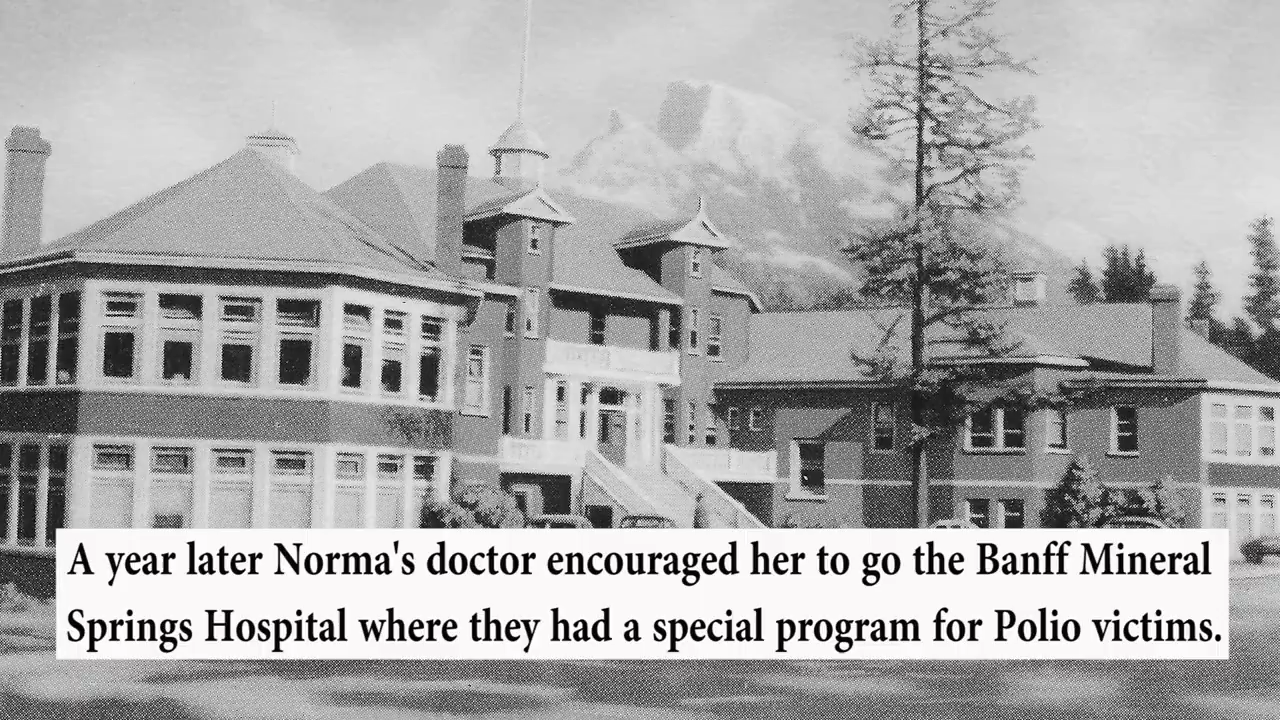 A year later Norma's doctor encouraged her to go the Banff Mineral
Springs Hospital where they had a special program for Polio victims.